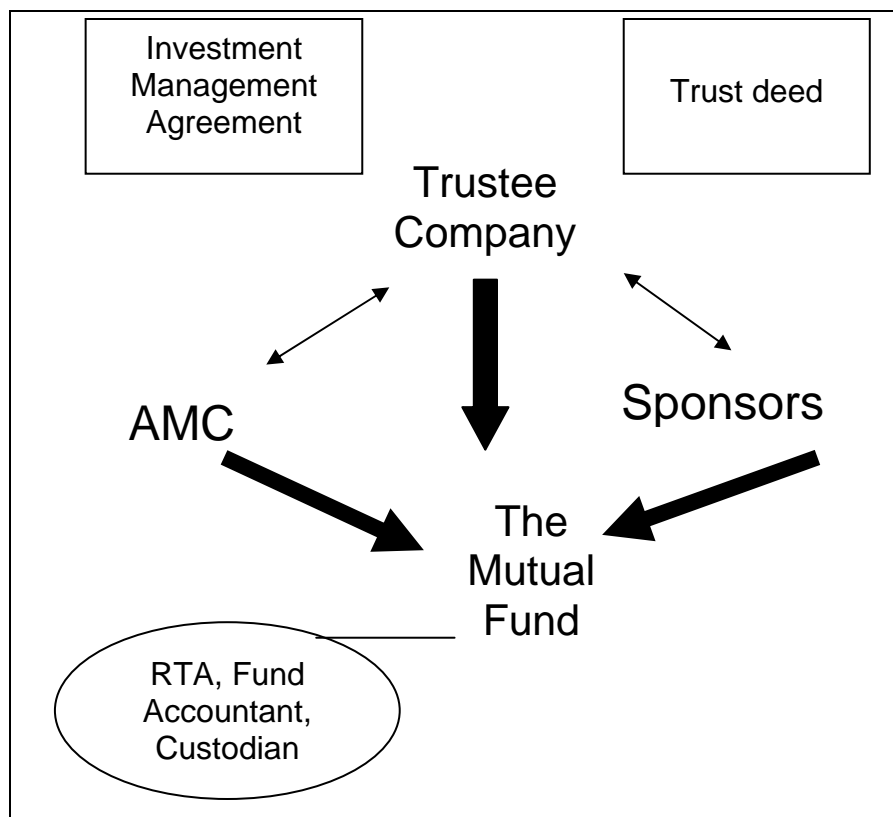 Investment
Management
Agreement
Trust deed
Trustee
Company
AMC
Sponsors
The
Mutual
Fund
RTA, Fund
Accountant,
Custodian